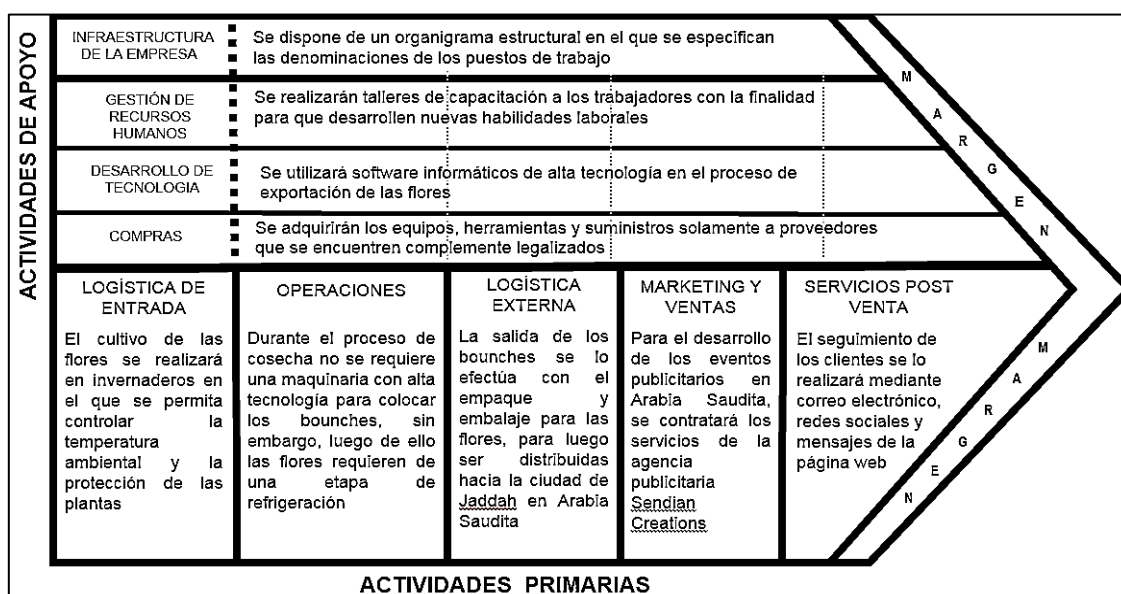 ACTIVIDADES DE APOYO
INFRAESTRUCTURA
DE LA EMPRESA
Se dispone de un organigrama estructural en el que se especifican
las denominaciones de los puestos de trabajo
GESTIÓN DE
RECURSOS
HUMANOS
Se realizarán talleres de capacitación a los trabajadores con la finalidad
para que desarrollen nuevas habilidades laborales
DESARROLLO DE
TECNOLOGIA
Se utilizará software informáticos de alta tecnología en el proceso de
exportación de las flores
COMPRAS
Se adquirirán los equipos, herramientas y suministros solamente a proveedores
que se encuentren complemente legalizados
MARGEN
LOGÍSTICA DE
ENTRADA
El cultivo de las
flores se realizará
en invernaderos en
el que se permita
controlar la
temperatura
ambiental y la
protección de las
plantas
OPERACIONES
Durante el proceso de
cosecha no se requiere
una maquinaria con alta
tecnología para colocar
los bounches, sin
embargo, luego de ello
las flores requieren de
una etapa de
refrigeración
LOGÍSTICA
EXTERNA
La salida de los
bounches se lo
efectúa con el
empaque y
embalaje para las
flores, para luego
ser distribuidas
hacia la ciudad de
Jaddah en Arabia
Saudita
MARKETING Y
VENTAS
Para el desarrollo
de los eventos
publicitarios en
Arabia Saudita,
se contratará los
servicios de la
agencia
publicitaria
Sendian
Creations
SERVICIOS POST
VENTA
El seguimiento de
los clientes se lo
realizará mediante
correo electrónico,
redes sociales y
mensajes de la
página web
MARGEN
ACTIVIDADES PRIMARIAS